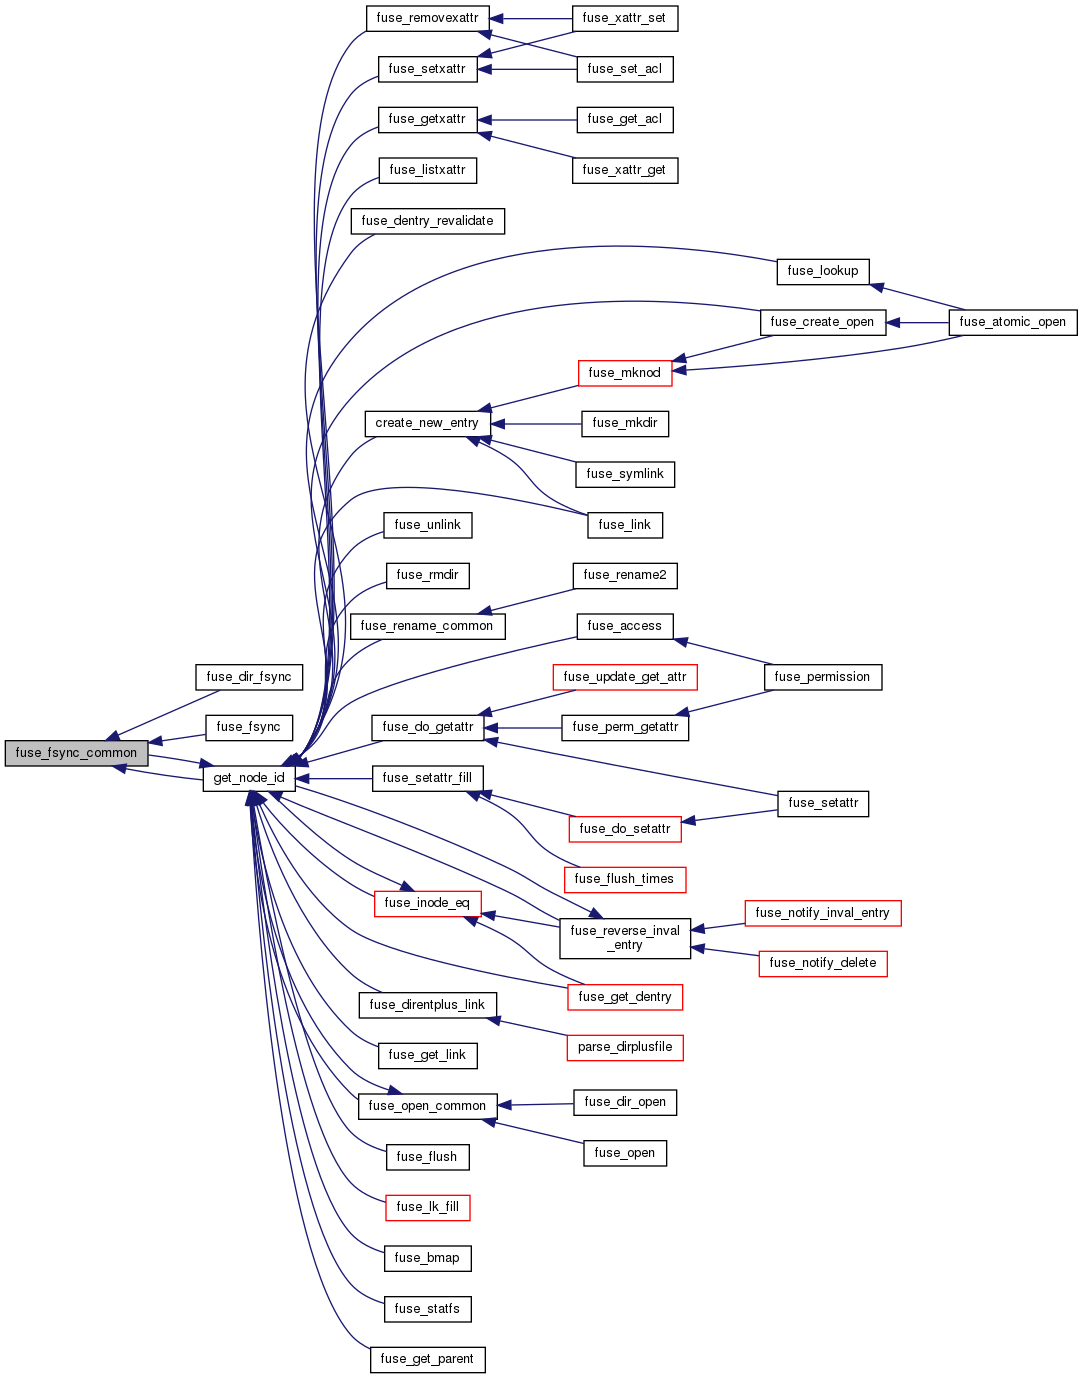 fuse_removexattr
fuse_xattr_set
fuse_setxattr
fuse_set_acl
fuse_getxattr
fuse_get_acl
fuse_listxattr
fuse_xattr_get
fuse_dentry_revalidate
fuse_lookup
fuse_create_open
fuse_atomic_open
fuse_mknod
create_new_entry
fuse_mkdir
fuse_symlink
fuse_unlink
fuse_link
fuse_rmdir
fuse_rename2
fuse_rename_common
fuse_access
fuse_dir_fsync
fuse_update_get_attr
fuse_permission
fuse_fsync
fuse_do_getattr
fuse_perm_getattr
fuse_fsync_common
get_node_id
fuse_setattr_fill
fuse_setattr
fuse_do_setattr
fuse_flush_times
fuse_inode_eq
fuse_notify_inval_entry
fuse_reverse_inval
_entry
fuse_notify_delete
fuse_get_dentry
fuse_direntplus_link
parse_dirplusfile
fuse_get_link
fuse_open_common
fuse_dir_open
fuse_flush
fuse_open
fuse_lk_fill
fuse_bmap
fuse_statfs
fuse_get_parent